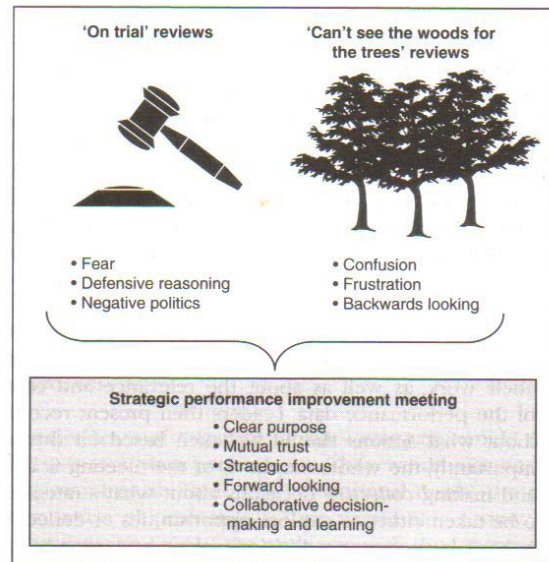 'On trial' reviews
'Can't see the woods for
the trees' reviews
• Fear
• Defensive reasoning
• Negative politics
• Confusion
• Frustration
• Backwards looking
Strategic performance improvement meeting
• Clear purpose
• Mutual trust
• Strategic focus
• Forward looking
• Collaborative decision-
making and learning